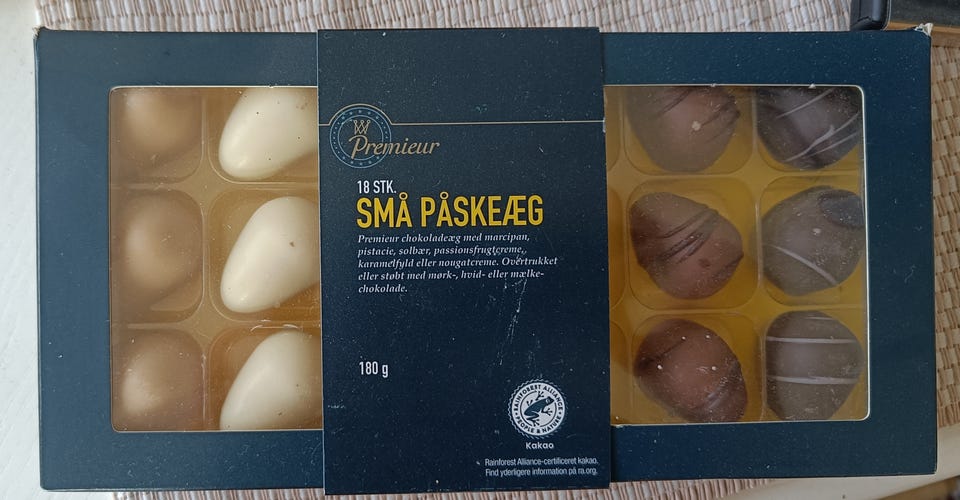 Premieur
18 STK.
SMÅ PÅSKEÆG
Premieur chokoladeæg med marcipan,
pistacie, solbær, passionsfrugtcreme,
karamelfyld eller nougatcreme. Overtrukket
eller støbt med mørk-, hvid- eller mælke-
chokolade.
180 g
RAINFOREST ALLIANCE
PEOPLE & NATURE
Kakao
Rainforest Alliance-certificeret kakao.
Find yderligere information på ra.org.